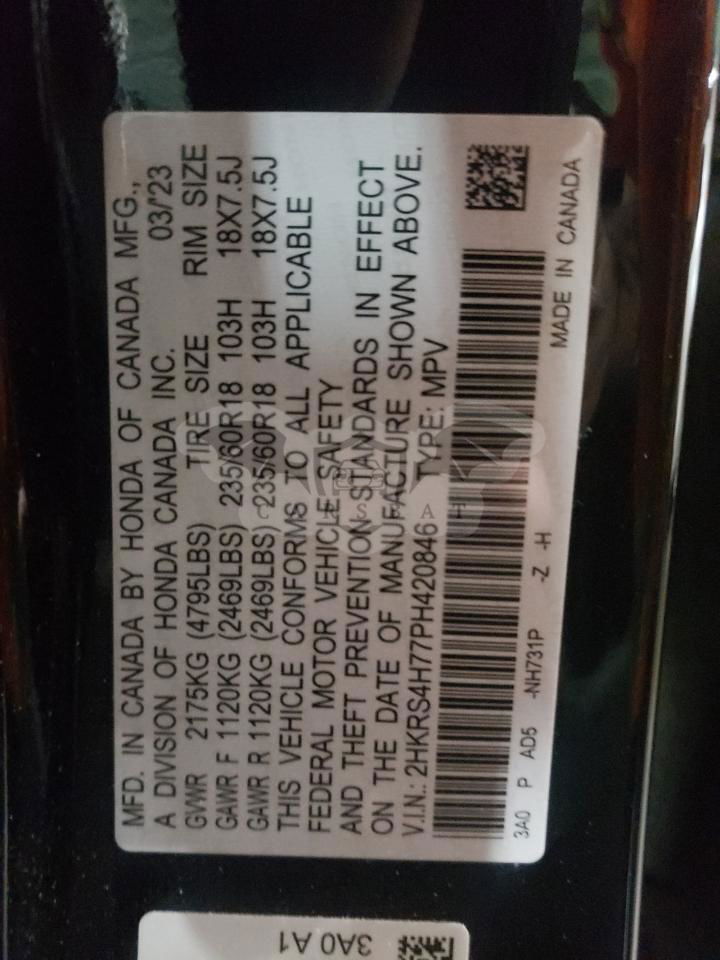 MFD. IN CANADA BY HONDA OF CANADA MFG.,
A DIVISION OF HONDA CANADA INC. 03/'23
GVWR 2175KG (4795LBS) TIRE SIZE RIM SIZE
GAWR F 1120KG (2469LBS) 235/60R18 103H 18X7.5J
GAWR R 1120KG (2469LBS) 235/60R18 103H 18X7.5J
THIS VEHICLE CONFORMS TO ALL APPLICABLE
FEDERAL MOTOR VEHICLE SAFETY
AND THEFT PREVENTION STANDARDS IN EFFECT
ON THE DATE OF MANUFACTURE SHOWN ABOVE.
V.I.N.: 2HKRS4H77PH420846 TYPE: MPV
3A0 P AD5 -NH731P -Z -H
MADE IN CANADA
3A0 A1